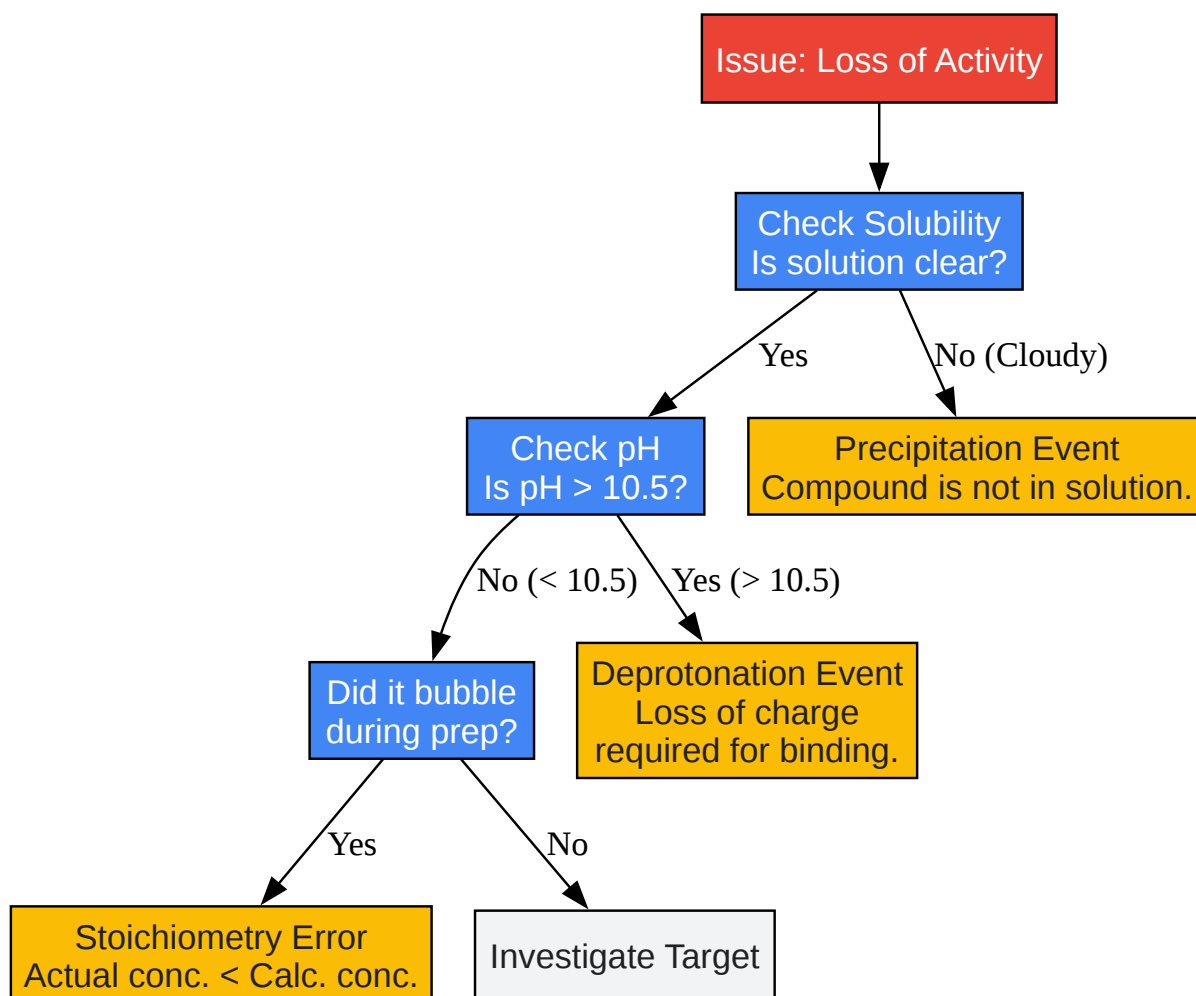 Issue: Loss of Activity
Check Solubility
Is solution clear?
Yes
No (Cloudy)
Check pH
Is pH > 10.5?
Precipitation Event
Compound is not in solution.
No (< 10.5)
Yes (> 10.5)
Did it bubble
during prep?
Deprotonation Event
Loss of charge
required for binding.
Yes
No
Stoichiometry Error
Actual conc. < Calc. conc.
Investigate Target